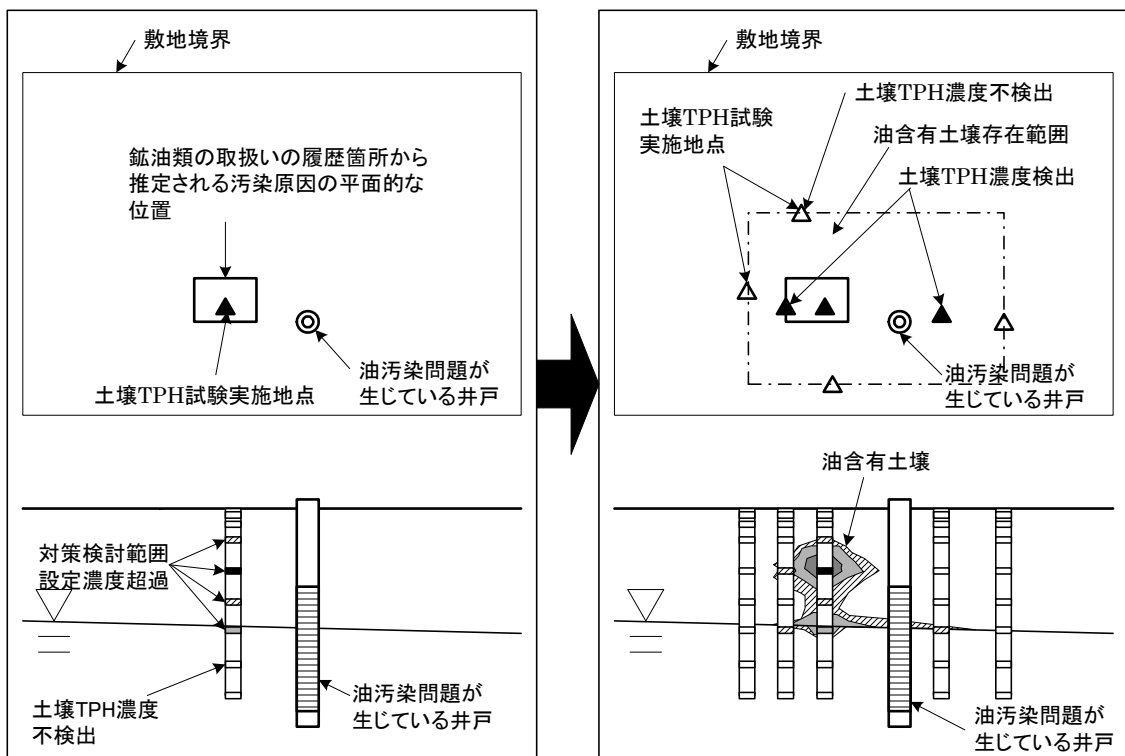 敷地境界
鉱油類の取扱いの履歴箇所から
推定される汚染原因の平面的な
位置
土壌TPH試験実施地点
油汚染問題が
生じている井戸
対策検討範囲
設定濃度超過
土壌TPH濃度
不検出
油汚染問題が
生じている井戸
敷地境界
土壌TPH試験
実施地点
土壌TPH濃度不検出
油含有土壌存在範囲
土壌TPH濃度検出
油汚染問題が
生じている井戸
油含有土壌
油汚染問題が
生じている井戸